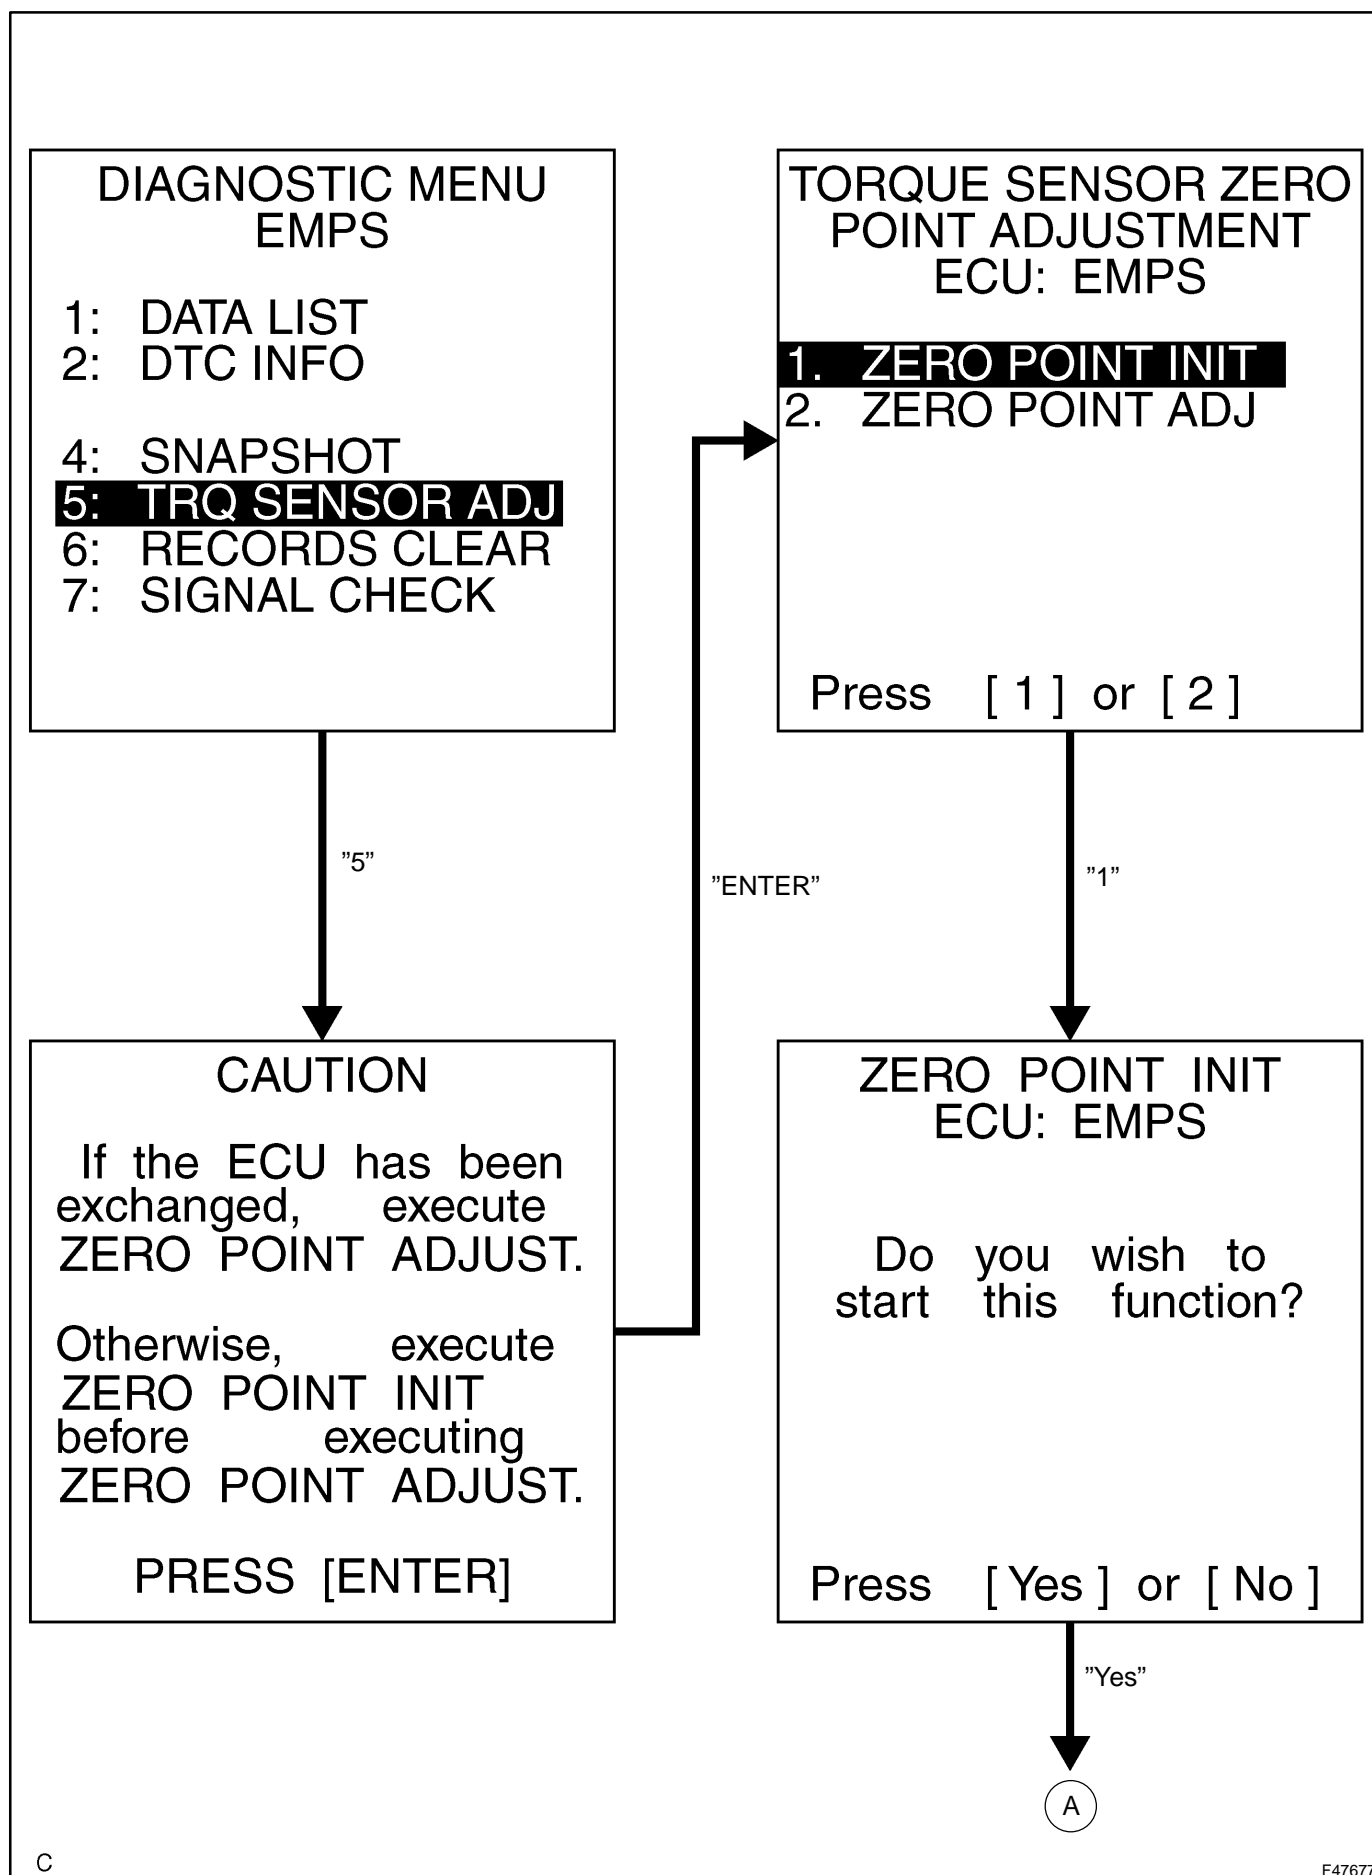 DIAGNOSTIC MENU
EMPS
1: DATA LIST
2: DTC INFO
4: SNAPSHOT
5: TRQ SENSOR ADJ
6: RECORDS CLEAR
7: SIGNAL CHECK
”5”
CAUTION
If the ECU has been
exchanged, execute
ZERO POINT ADJUST.
Otherwise, execute
ZERO POINT INIT
before executing
ZERO POINT ADJUST.
PRESS [ENTER]
”ENTER”
TORQUE SENSOR ZERO
POINT ADJUSTMENT
ECU: EMPS
1. ZERO POINT INIT
2. ZERO POINT ADJ
Press [ 1 ] or [ 2 ]
”1”
ZERO POINT INIT
ECU: EMPS
Do you wish to
start this function?
Press [ Yes ] or [ No ]
”Yes”
A
C
F47677